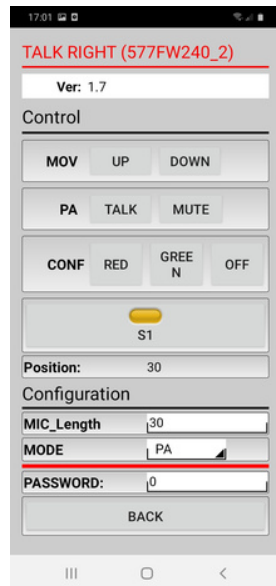 17:01
TALK RIGHT (577FW240_2)
Ver: 1.7
Control
MOV UP DOWN
PA TALK MUTE
CONF RED GREE
N OFF
S1
Position: 30
Configuration
MIC_Length 30
MODE PA
PASSWORD: 0
BACK